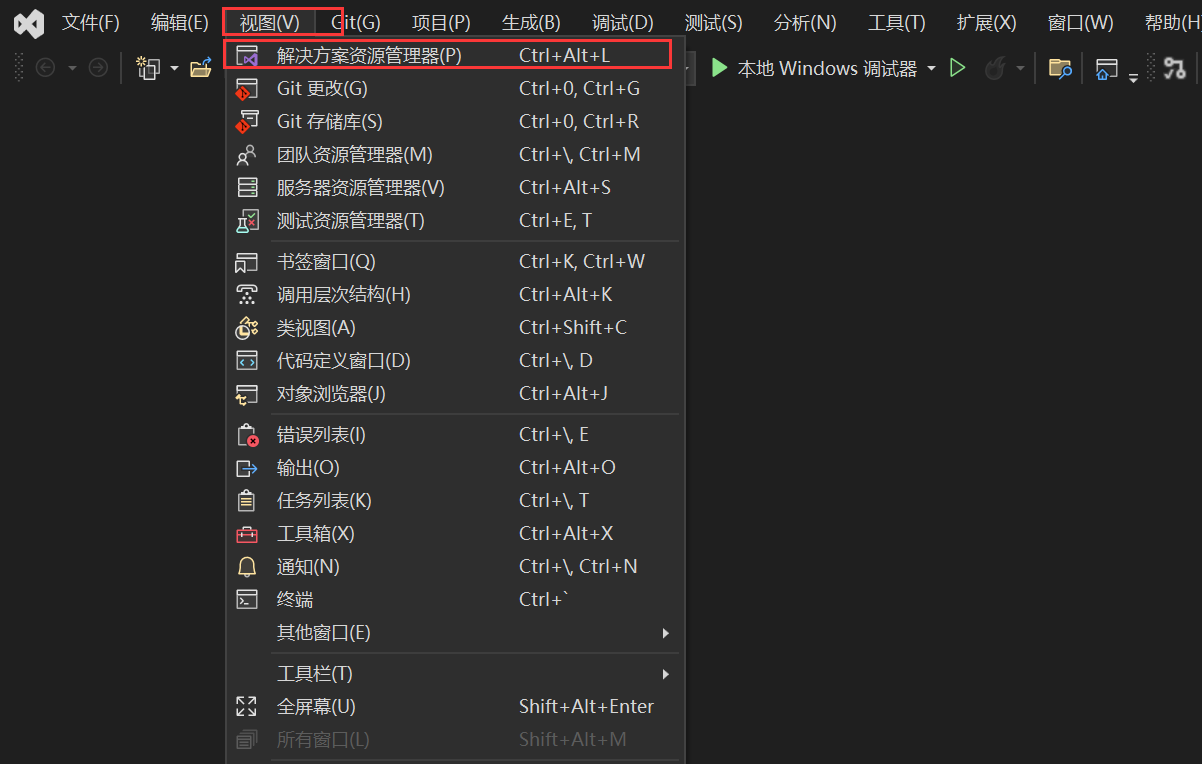 文件(F) 编辑(E) 视图(V) Git(G) 项目(P) 生成(B) 调试(D) 测试(S) 分析(N) 工具(T) 扩展(X) 窗口(W) 帮助(H
本地 Windows 调试器
解决方案资源管理器(P) Ctrl+Alt+L
Git 更改(G) Ctrl+0, Ctrl+G
Git 存储库(S) Ctrl+0, Ctrl+R
团队资源管理器(M) Ctrl+\, Ctrl+M
服务器资源管理器(V) Ctrl+Alt+S
测试资源管理器(T) Ctrl+E, T
书签窗口(Q) Ctrl+K, Ctrl+W
调用层次结构(H) Ctrl+Alt+K
类视图(A) Ctrl+Shift+C
代码定义窗口(D) Ctrl+\, D
对象浏览器(J) Ctrl+Alt+J
错误列表(I) Ctrl+\, E
输出(O) Ctrl+Alt+O
任务列表(K) Ctrl+\, T
工具箱(X) Ctrl+Alt+X
通知(N) Ctrl+\, Ctrl+N
终端 Ctrl+`
其他窗口(E)
工具栏(T)
全屏幕(U) Shift+Alt+Enter
所有窗口(L) Shift+Alt+M